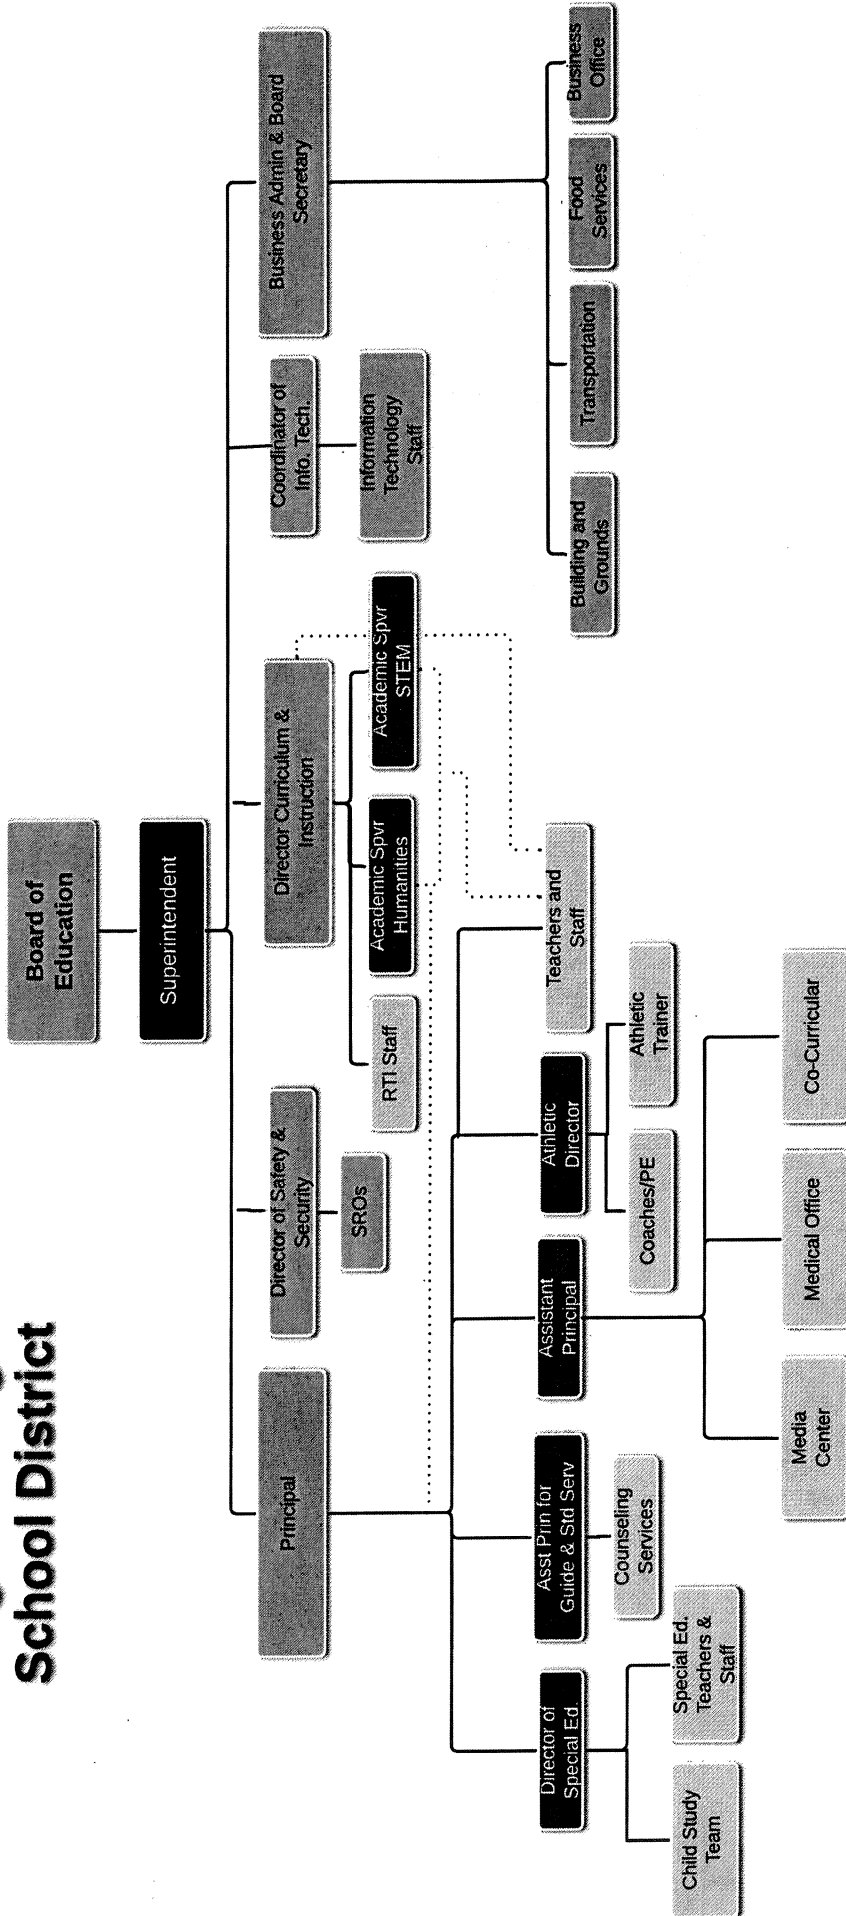 School District
Board of
Education
Superintendent
Principal
Director of Safety &
Security
Director Curriculum &
Instruction
Coordinator of
Info. Tech.
Business Admin & Board
Secretary
SROs
RTI Staff
Academic Spvr
Humanities
Academic Spvr
STEM
Information
Technology
Staff
Director of
Special Ed.
Asst Prin for
Guide & Std Serv
Assistant
Principal
Athletic
Director
Teachers and
Staff
Building and
Grounds
Transportation
Food
Services
Business
Office
Child Study
Team
Special Ed.
Teachers &
Staff
Counseling
Services
Coaches/PE
Athletic
Trainer
Media
Center
Medical Office
Co-Curricular